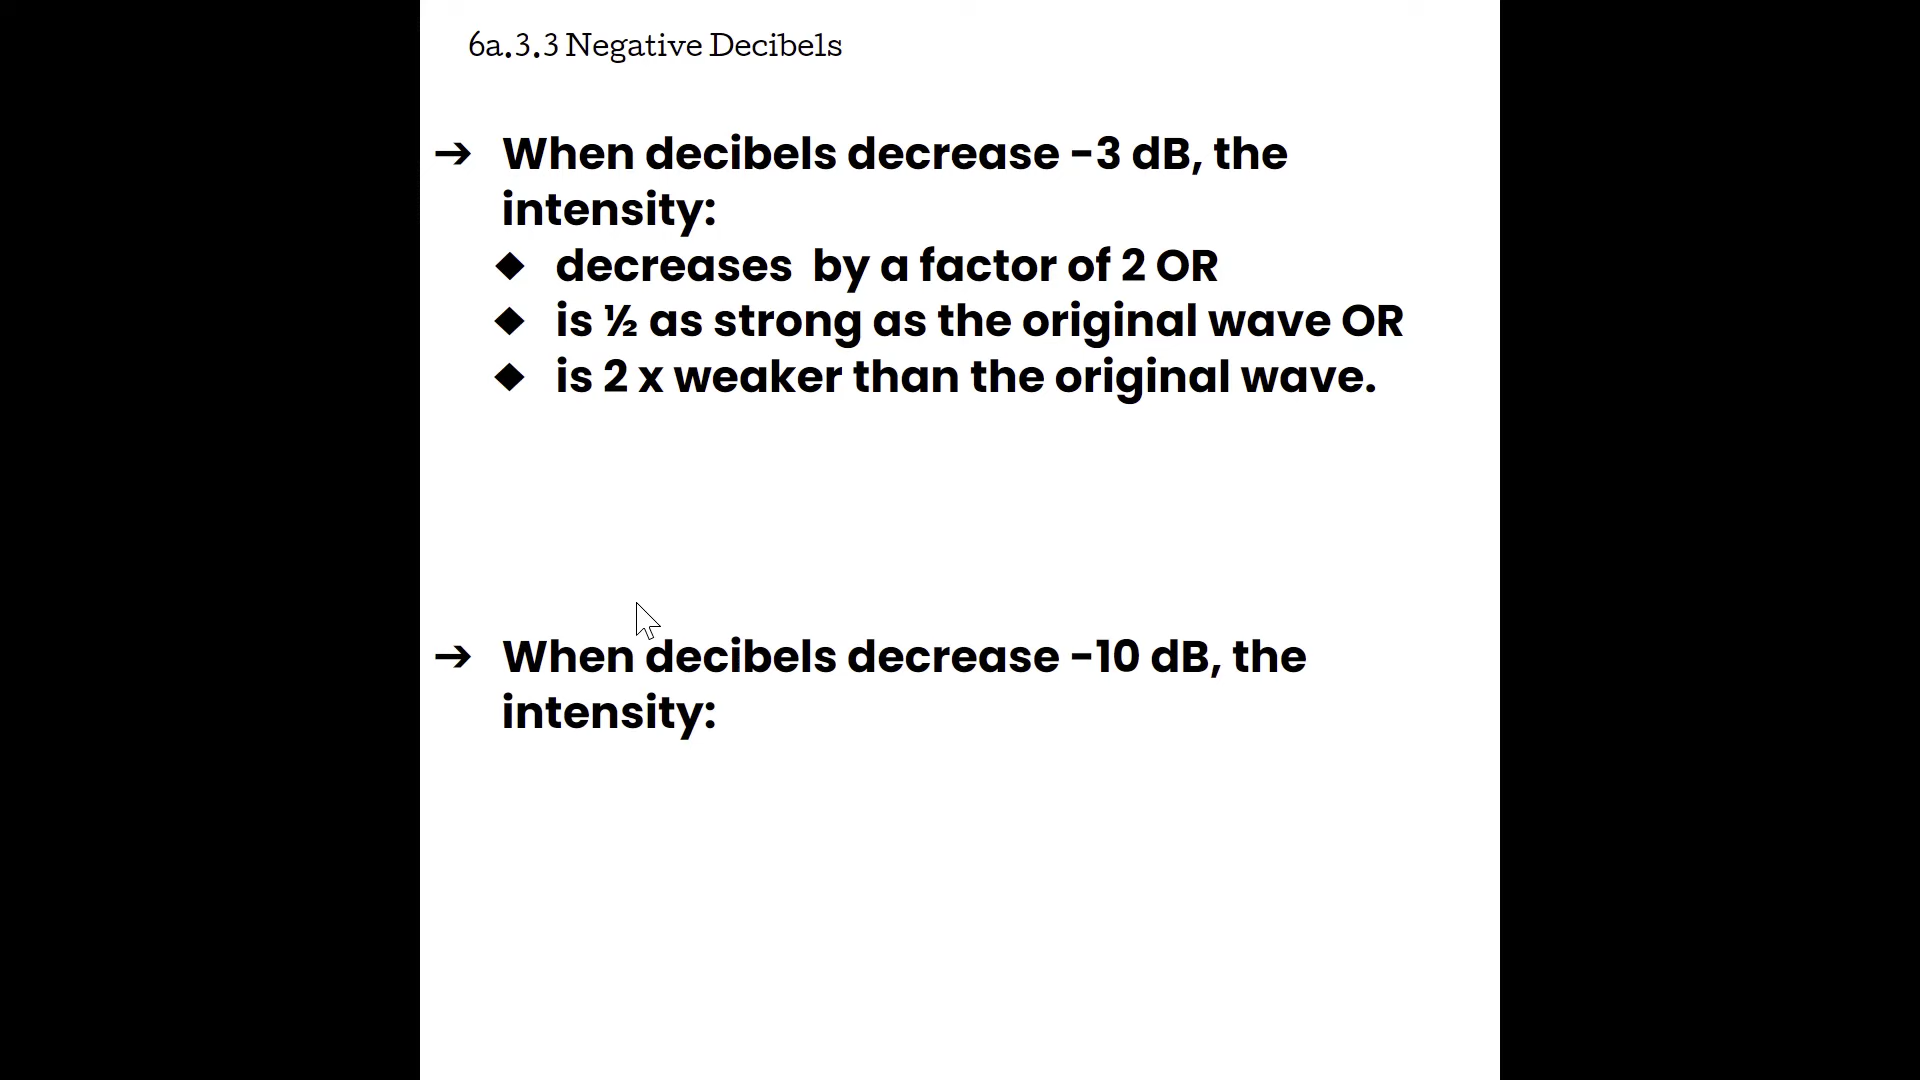 6a.3.3 Negative Decibels
➔ When decibels decrease -3 dB, the
intensity:
◆ decreases  by a factor of 2 OR
◆ is ½ as strong as the original wave OR
◆ is 2 x weaker than the original wave.
➔ When decibels decrease -10 dB, the
intensity: